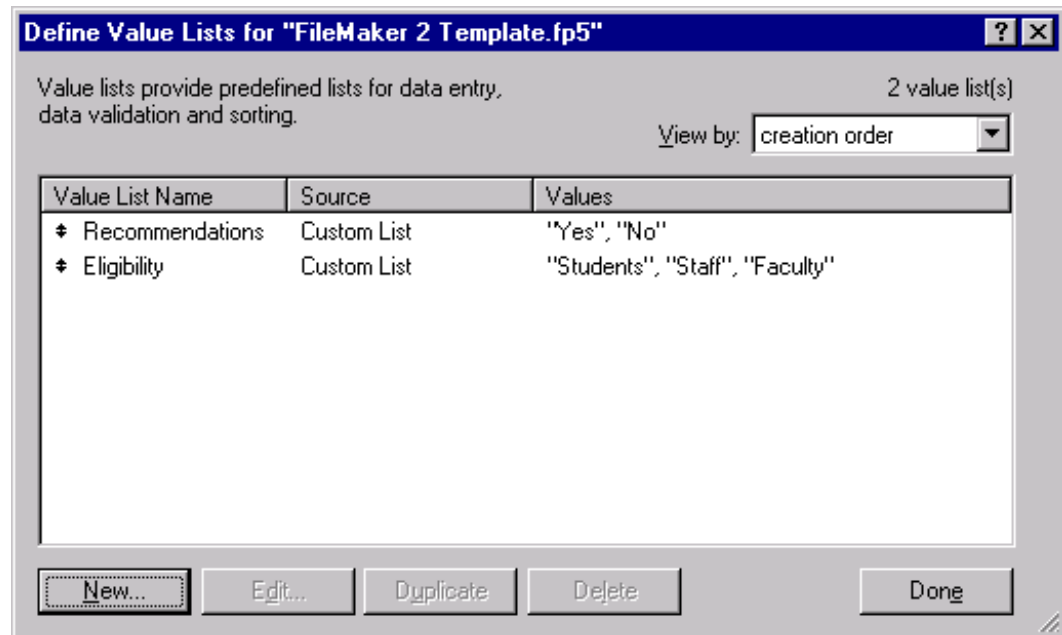 Define Value Lists for "FileMaker 2 Template.fp5"
Value lists provide predefined lists for data entry,
data validation and sorting.
2 value list(s)
View by: creation order
Value List Name Source Values
Recommendations Custom List "Yes", "No"
Eligibility Custom List "Students", "Staff", "Faculty"
New... Edit... Duplicate Delete Done